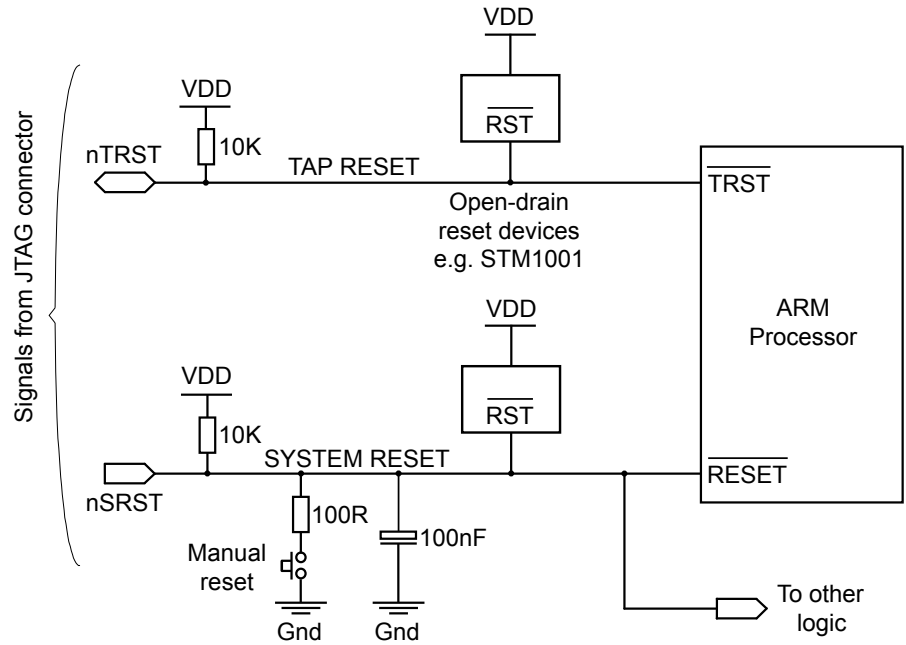 Signals from JTAG connector
VDD
10K
nTRST
TAP RESET
VDD
RST
Open-drain
reset devices
e.g. STM1001
TRST
ARM
Processor
VDD
10K
nSRST
SYSTEM RESET
VDD
RST
RESET
100R
Manual
reset
Gnd
100nF
Gnd
To other
logic